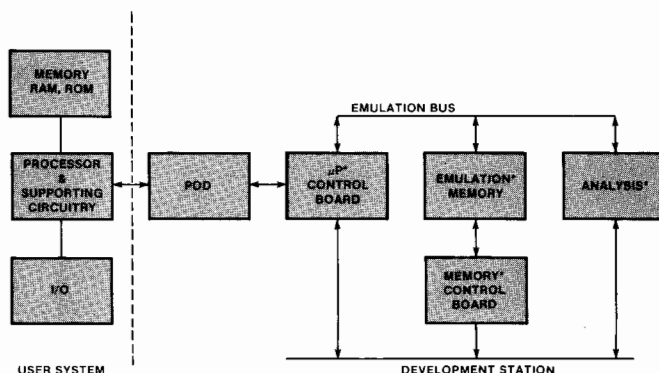 MEMORY
RAM, ROM
EMULATION BUS
PROCESSOR
&
SUPPORTING
CIRCUITRY
POD
µP*
CONTROL
BOARD
EMULATION*
MEMORY
ANALYSIS*
I/O
MEMORY*
CONTROL
BOARD
USER SYSTEM
DEVELOPMENT STATION